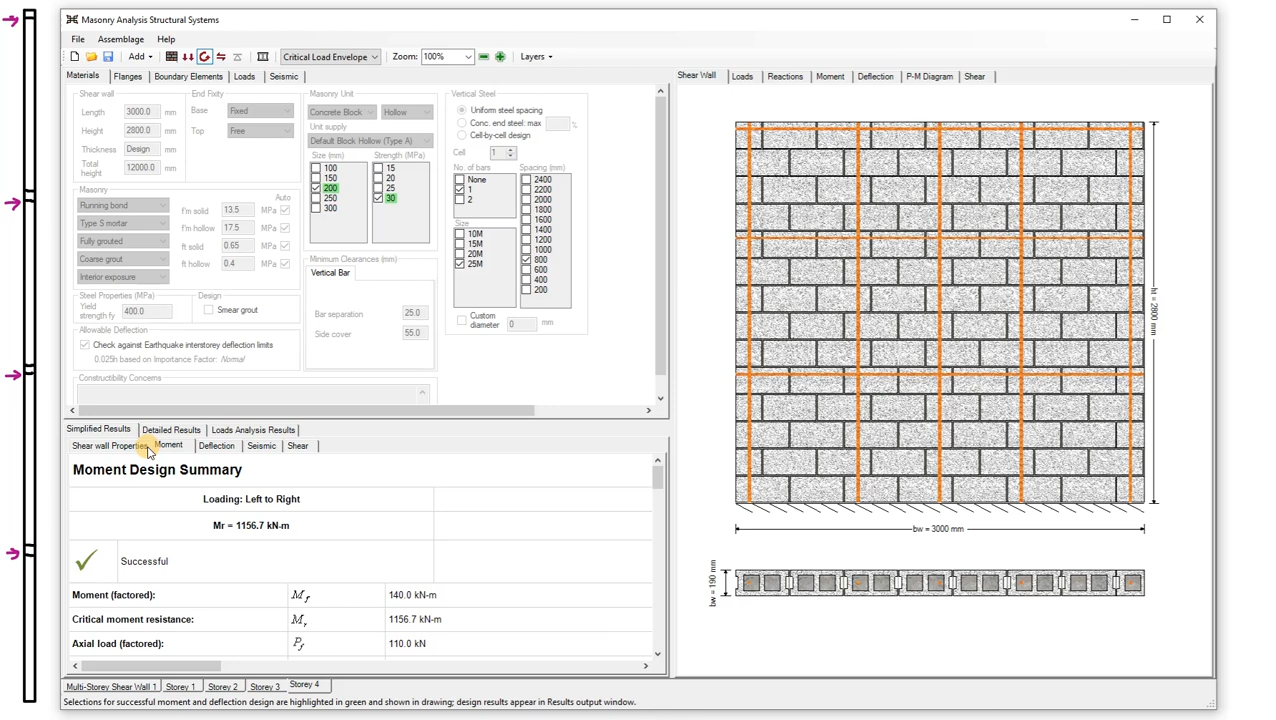 Masonry Analysis Structural Systems
File Assemblage Help
Add Critical Load Envelope Zoom: 100% Layers
Materials Flanges Boundary Elements Loads Seismic
Shear wall
Length 3000.0 mm
Height 2800.0 mm
Thickness Design mm
Total height 12000.0 mm
End Fixity
Base Fixed
Top Free
Masonry
Auto
Running bond
Type S mortar
Fully grouted
Coarse grout
Interior exposure
f'm solid 13.5 MPa
f'm hollow 17.5 MPa
ft solid 0.65 MPa
ft hollow 0.4 MPa
Steel Properties (MPa)
Yield strength fy 400.0
Design
Smear grout
Allowable Deflection
Check against Earthquake interstorey deflection limits
0.025h based on Importance Factor: Normal
Constructibility Concerns
Masonry Unit
Concrete Block Hollow
Unit supply
Default Block Hollow (Type A)
Size (mm)
100
150
200
250
300
Strength (MPa)
15
20
25
30
Minimum Clearances (mm)
Vertical Bar
Bar separation 25.0
Side cover 55.0
Vertical Steel
Uniform steel spacing
Conc. end steel: max %
Cell-by-cell design
Cell 1
No. of bars
None
1
2
Size
10M
15M
20M
25M
Spacing (mm)
2400
2200
2000
1800
1600
1400
1200
1000
800
600
400
200
Custom diameter 0 mm
Simplified Results Detailed Results Loads Analysis Results
Shear wall Properties Moment Deflection Seismic Shear
Moment Design Summary
Loading: Left to Right
Mr = 1156.7 kN-m
Successful
Moment (factored): Mf 140.0 kN-m
Critical moment resistance: Mr 1156.7 kN-m
Axial load (factored): Pf 110.0 kN
Multi-Storey Shear Wall 1 Storey 1 Storey 2 Storey 3 Storey 4
Selections for successful moment and deflection design are highlighted in green and shown in drawing; design results appear in Results output window.
Shear Wall Loads Reactions Moment Deflection P-M Diagram Shear
ht = 2800 mm
bw = 3000 mm
bw = 190 mm